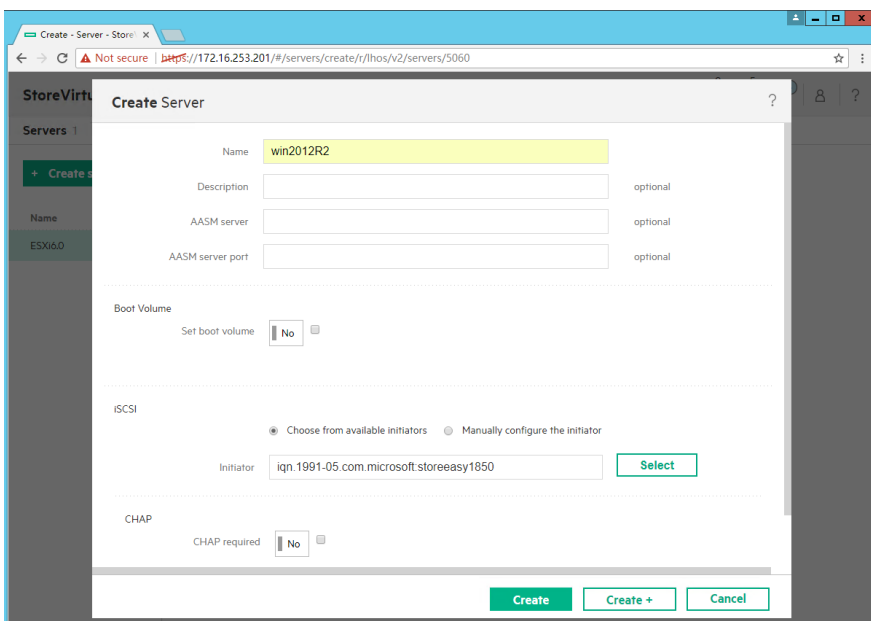 Create - Server - Store
Not secure | https://172.16.253.201/#/servers/create/r/lhos/v2/servers/5060
StoreVirtu
Create Server ?
?
Servers 1
Name win2012R2
+ Create s
Description optional
AASM server optional
Name
ESXi6.0
AASM server port optional
Boot Volume
Set boot volume No
iSCSI
Choose from available initiators Manually configure the initiator
Initiator iqn.1991-05.com.microsoft:storeeasy1850 Select
CHAP
CHAP required No
Create Create + Cancel